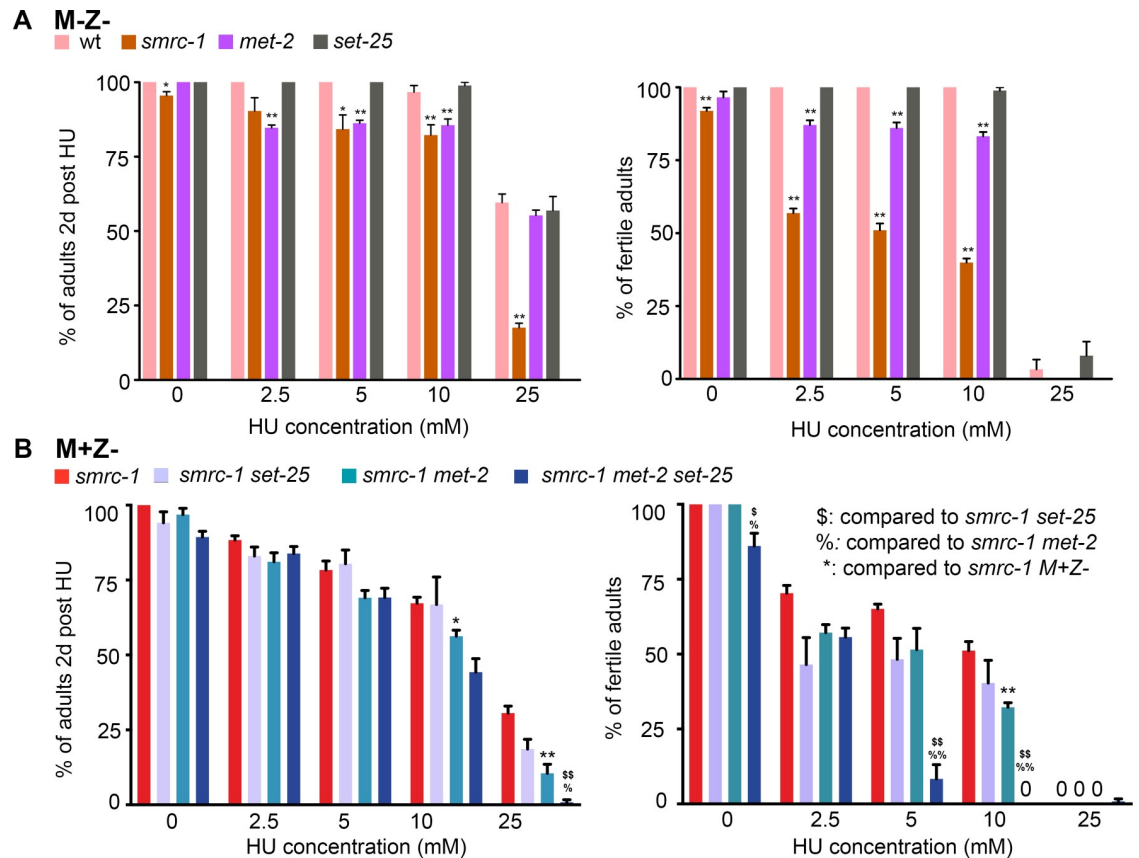 A M-Z-
wt smrc-1 met-2 set-25
% of adults 2d post HU
100
75
50
25
0
* ** * ** ** ** **
0 2.5 5 10 25
HU concentration (mM)
% of fertile adults
100
75
50
25
0
** ** ** ** ** ** **
0 2.5 5 10 25
HU concentration (mM)
B M+Z-
smrc-1 smrc-1 set-25 smrc-1 met-2 smrc-1 met-2 set-25
% of adults 2d post HU
100
75
50
25
0
*
**
$$
%
0 2.5 5 10 25
HU concentration (mM)
% of fertile adults
100
75
50
25
0
$
%
$: compared to smrc-1 set-25
%: compared to smrc-1 met-2
*: compared to smrc-1 M+Z-
$$
%%
**
$$
%%
0 0 0 0
0 2.5 5 10 25
HU concentration (mM)